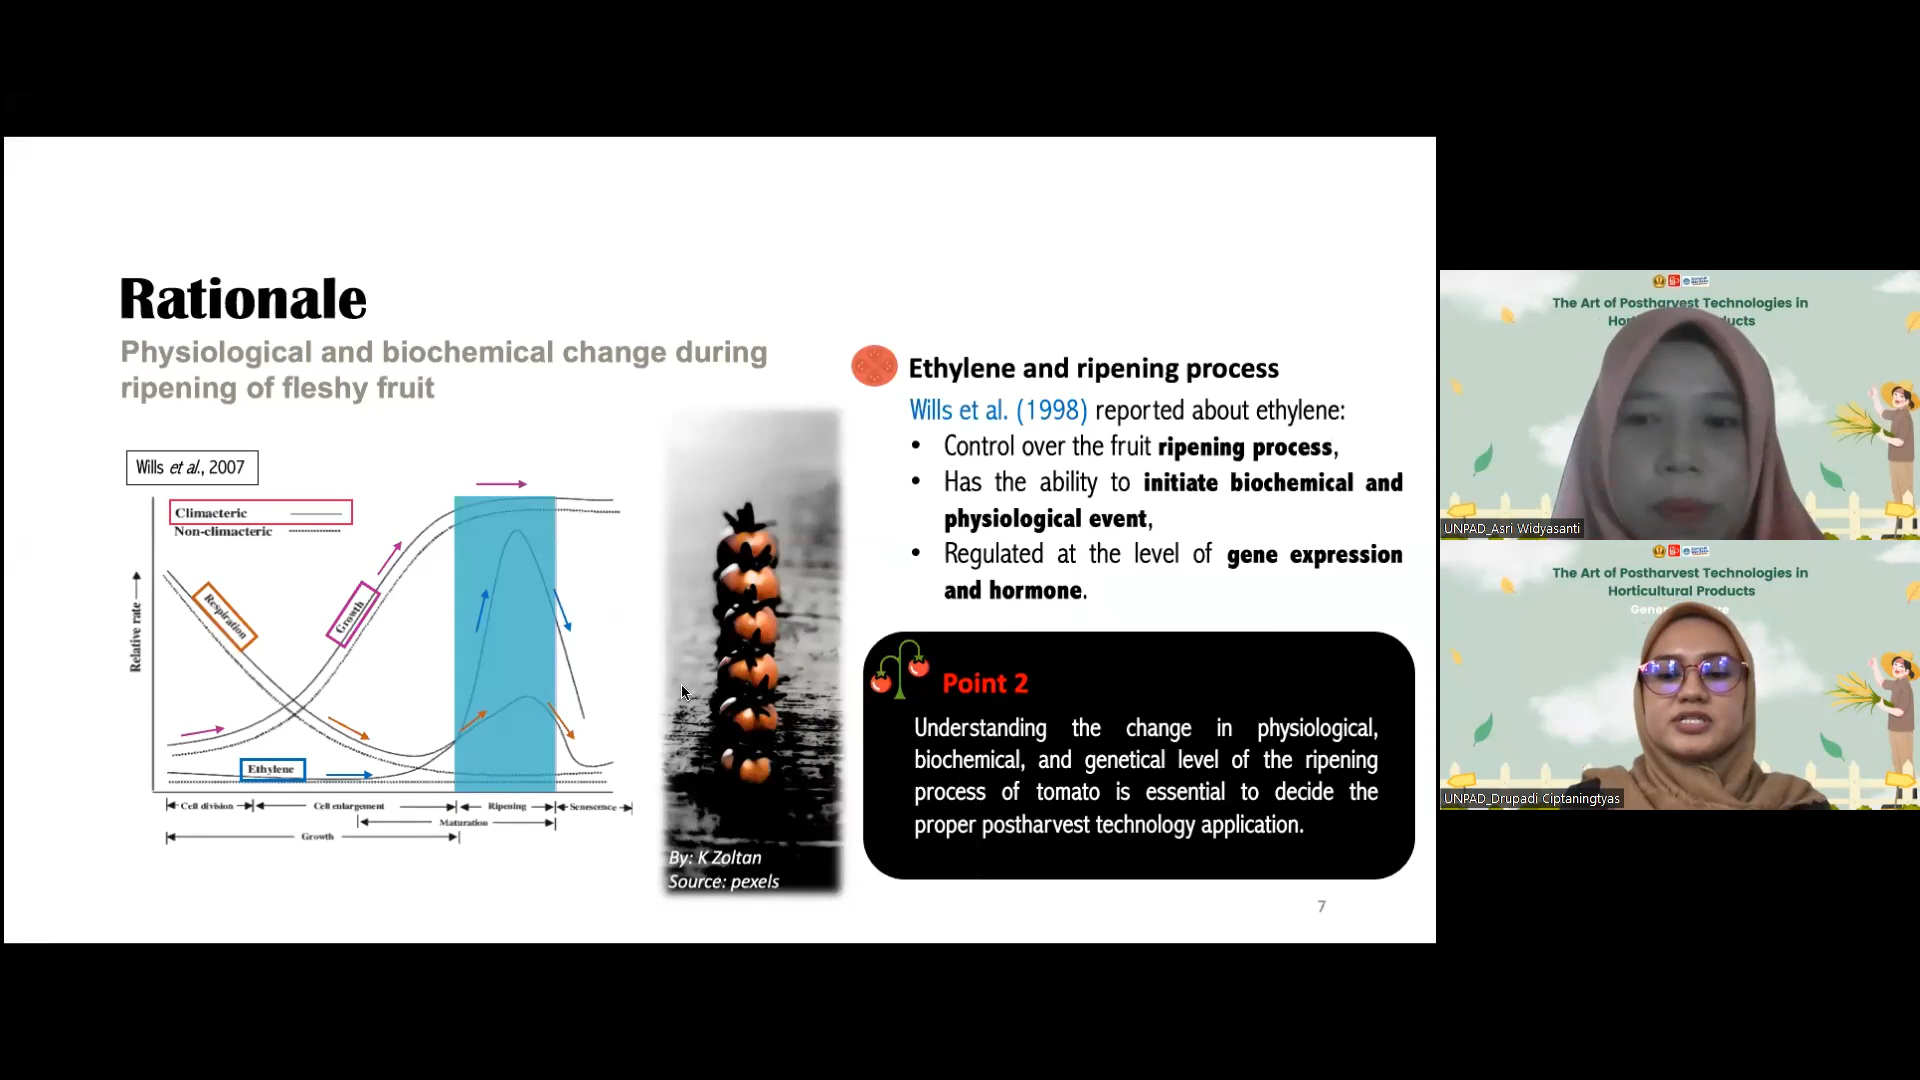 Rationale
Physiological and biochemical change during
ripening of fleshy fruit
Wills et al., 2007
Climacteric
Non-climacteric
Relative rate
Respiration
Growth
Ethylene
Cell division
Cell enlargement
Ripening
Senescence
Maturation
Growth
By: K Zoltan
Source: pexels
Ethylene and ripening process
Wills et al. (1998) reported about ethylene:
• Control over the fruit ripening process,
• Has the ability to initiate biochemical and
physiological event,
• Regulated at the level of gene expression
and hormone.
Point 2
Understanding the change in physiological,
biochemical, and genetical level of the ripening
process of tomato is essential to decide the
proper postharvest technology application.
7
The Art of Postharvest Technologies in
UNPAD_Asri Widyasanti
The Art of Postharvest Technologies in
Horticultural Products
UNPAD_Drupadi Ciptaningtyas